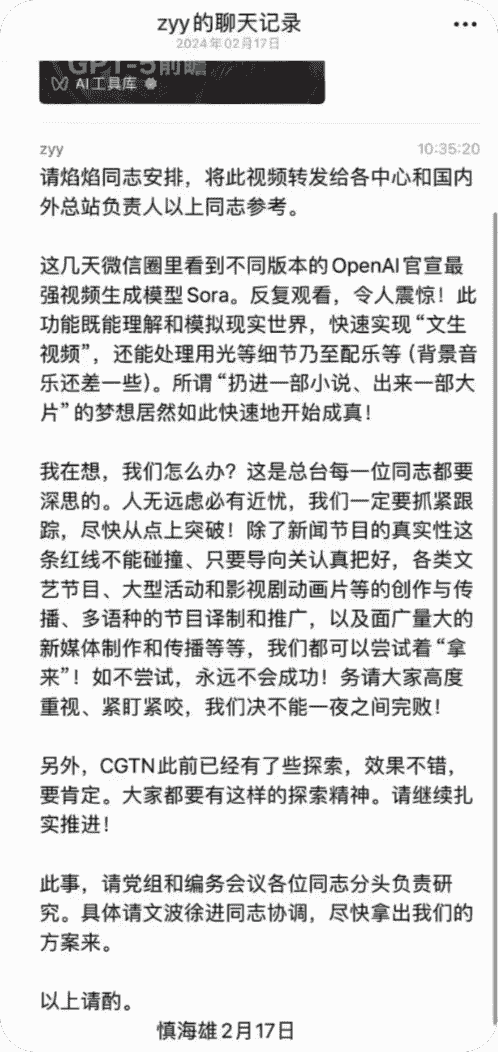 zyy的聊天记录
2024年02月17日
GPT-5前瞻
AI工具库
zyy
10:35:20
请焰焰同志安排，将此视频转发给各中心和国内
外总站负责人以上同志参考。
这几天微信圈里看到不同版本的OpenAI官宣最
强视频生成模型Sora。反复观看，令人震惊！此
功能既能理解和模拟现实世界，快速实现“文生
视频”，还能处理用光等细节乃至配乐等（背景音
乐还差一些）。所谓“扔进一部小说、出来一部大
片”的梦想居然如此快速地开始成真！
我在想，我们怎么办？这是总台每一位同志都要
深思的。人无远虑必有近忧，我们一定要抓紧跟
踪，尽快从点上突破！除了新闻节目的真实性这
条红线不能碰撞、只要导向关认真把好，各类文
艺节目、大型活动和影视剧动画片等的创作与传
播、多语种的节目译制和推广，以及面广量大的
新媒体制作和传播等等，我们都可以尝试着“拿
来”！如不尝试，永远不会成功！务请大家高度
重视、紧盯紧咬，我们决不能一夜之间完败！
另外，CGTN此前已经有了些探索，效果不错，
要肯定。大家都要有这样的探索精神。请继续扎
实推进！
此事，请党组和编务会议各位同志分头负责研
究。具体请文波徐进同志协调，尽快拿出我们的
方案来。
以上请酌。
慎海雄2月17日